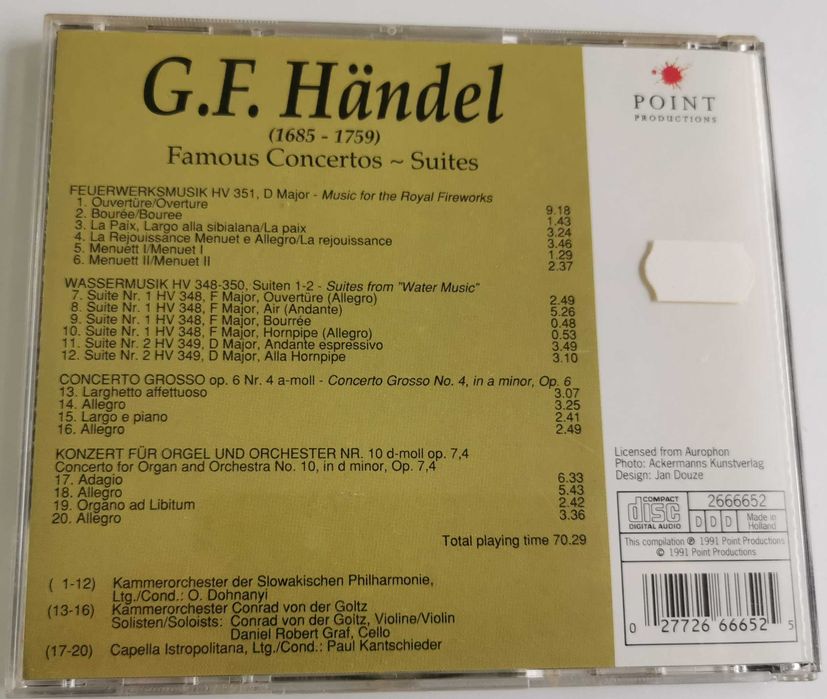 G.F. Händel
(1685 - 1759)
Famous Concertos ~ Suites
FEUERWERKSMUSIK HV 351, D Major - Music for the Royal Fireworks
1. Ouvertüre/Overture 9.18
2. Bourée/Bouree 1.43
3. La Paix, Largo alla sibialana/La paix 3.24
4. La Rejouissance Menuet e Allegro/La rejouissance 3.46
5. Menuett I/Menuet I 1.29
6. Menuett II/Menuet II 2.37
WASSERMUSIK HV 348-350, Suiten 1-2 - Suites from "Water Music"
7. Suite Nr. 1 HV 348, F Major, Ouvertüre (Allegro) 2.49
8. Suite Nr. 1 HV 348, F Major, Air (Andante) 5.26
9. Suite Nr. 1 HV 348, F Major, Bourrée 0.48
10. Suite Nr. 1 HV 348, F Major, Hornpipe (Allegro) 0.53
11. Suite Nr. 2 HV 349, D Major, Andante espressivo 3.49
12. Suite Nr. 2 HV 349, D Major, Alla Hornpipe 3.10
CONCERTO GROSSO op. 6 Nr. 4 a-moll - Concerto Grosso No. 4, in a minor, Op. 6
13. Larghetto affettuoso 3.07
14. Allegro 3.25
15. Largo e piano 2.41
16. Allegro 2.49
KONZERT FÜR ORGEL UND ORCHESTER NR. 10 d-moll op. 7,4
Concerto for Organ and Orchestra No. 10, in d minor, Op. 7,4
17. Adagio 6.33
18. Allegro 5.43
19. Organo ad Libitum 2.42
20. Allegro 3.36
Total playing time 70.29
( 1-12) Kammerorchester der Slowakischen Philharmonie,
Ltg./Cond.: O. Dohnanyi
(13-16) Kammerorchester Conrad von der Goltz
Solisten/Soloists: Conrad von der Goltz, Violine/Violin
Daniel Robert Graf, Cello
(17-20) Capella Istropolitana, Ltg./Cond.: Paul Kantschieder
POINT
PRODUCTIONS
Licensed from Aurophon
Photo: Ackermanns Kunstverlag
Design: Jan Douze
COMPACT
disc
DIGITAL AUDIO
2666652
DDD
Made in
Holland
This compilation ℗ 1991 Point Productions
© 1991 Point Productions
0 27726 66652 5